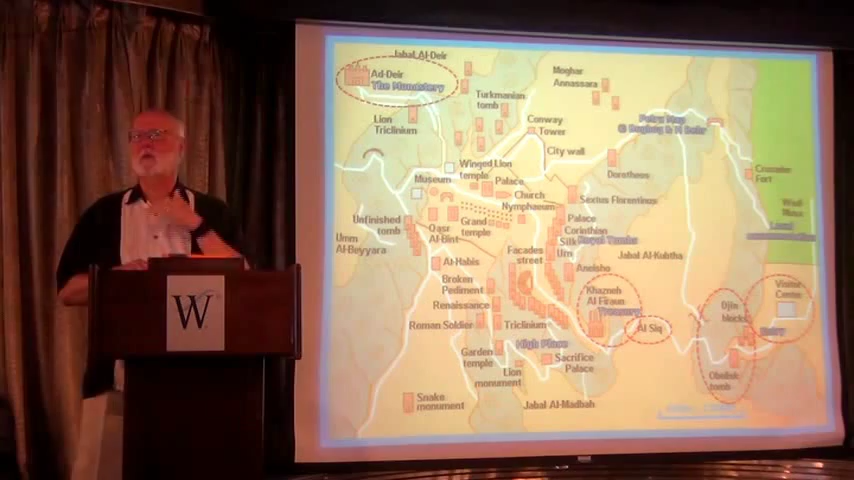 Jabal Al-Deir
Ad-Deir
The Monastery
Lion
Triclinium
Turkmanian
tomb
Moghar
Annassara
Conway
Tower
City wall
Petra Map
Dorotheos
Crusader
Fort
Winged Lion
temple
Museum
Palace
Church
Nymphaeum
Sextus Florentinus
Unfinished
tomb
Qasr
Al-Bint
Grand
temple
Palace
Corinthian
Silk
Urn
Royal Tombs
Umm
Al-Beyyara
Al-Habis
Facades
street
Aneisho
Jabal Al-Kubtha
Broken
Pediment
Renaissance
Roman Soldier
Triclinium
Khazneh
Al Firaun
Treasury
Al Siq
Djin
blocks
Visitor
Center
Entry
Obelisk
tomb
High Place
Garden
temple
Lion
monument
Sacrifice
Palace
Snake
monument
Jabal Al-Madbah
W